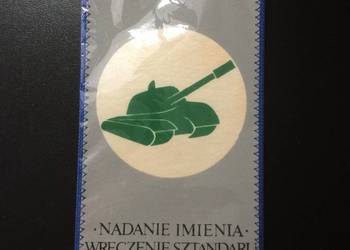 · NADANIE IMIENIA ·
WRĘCZENIE SZTANDARU